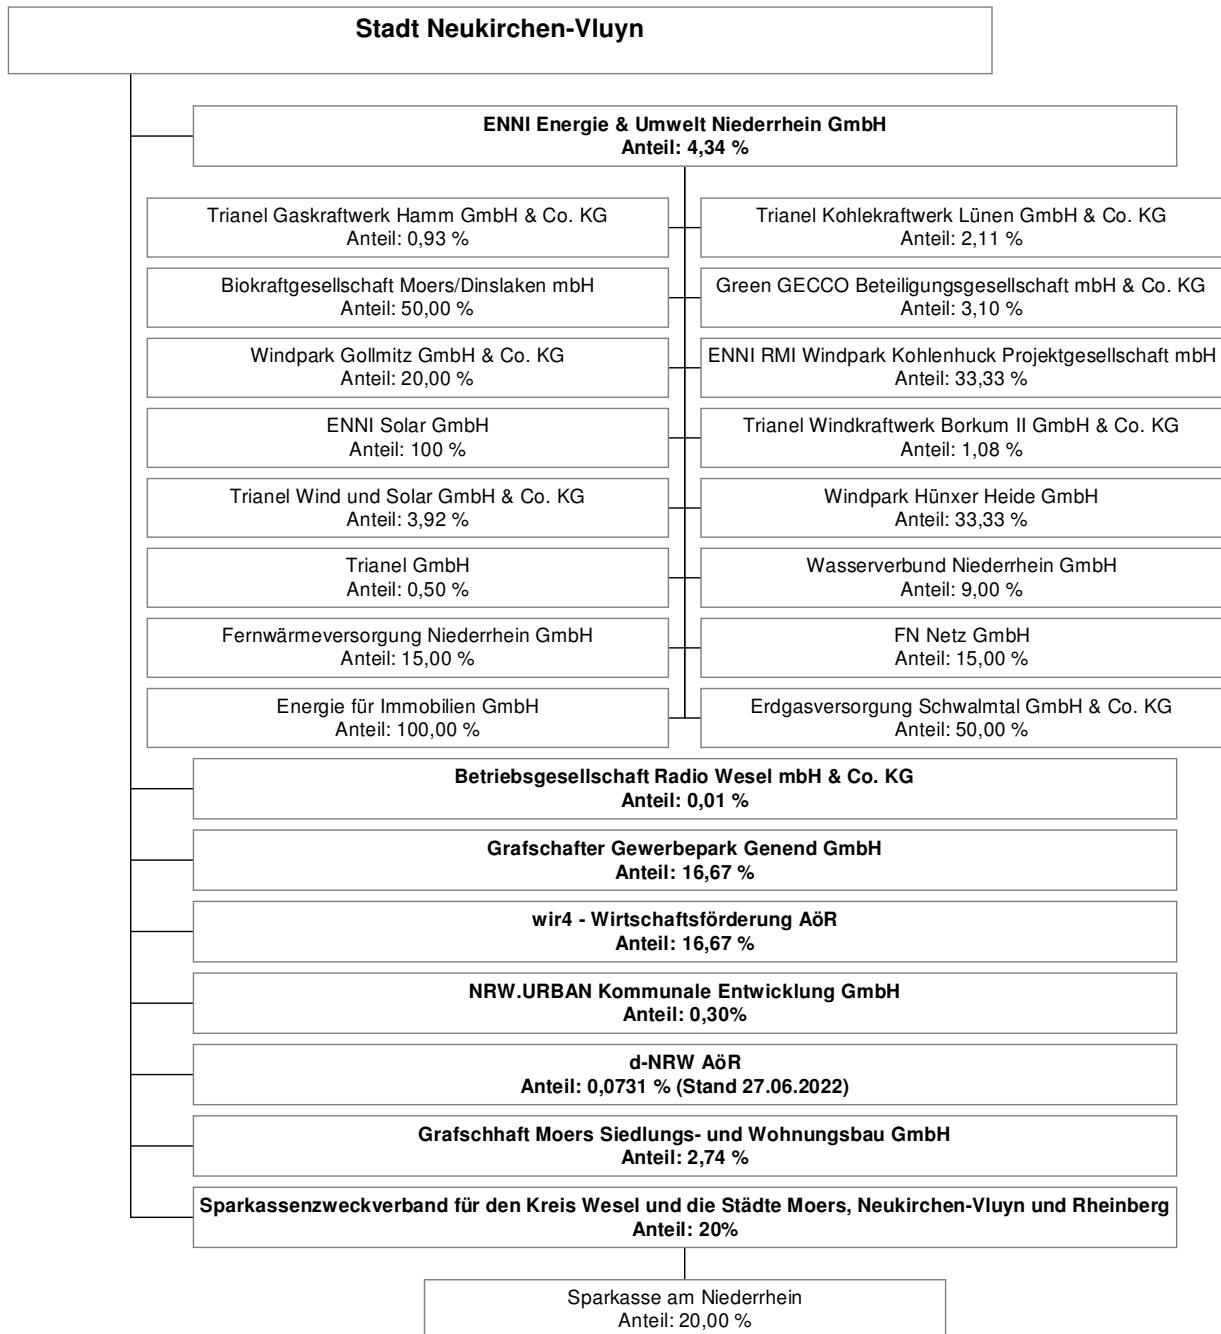 Stadt Neukirchen-Vluyn
ENNI Energie & Umwelt Niederrhein GmbH
Anteil: 4,34 %
Trianel Gaskraftwerk Hamm GmbH & Co. KG
Anteil: 0,93 %
Trianel Kohlekraftwerk Lünen GmbH & Co. KG
Anteil: 2,11 %
Biokraftgesellschaft Moers/Dinslaken mbH
Anteil: 50,00 %
Green GECCO Beteiligungsgesellschaft mbH & Co. KG
Anteil: 3,10 %
Windpark Gollmitz GmbH & Co. KG
Anteil: 20,00 %
ENNI RMI Windpark Kohlenhuck Projektgesellschaft mbH
Anteil: 33,33 %
ENNI Solar GmbH
Anteil: 100 %
Trianel Windkraftwerk Borkum II GmbH & Co. KG
Anteil: 1,08 %
Trianel Wind und Solar GmbH & Co. KG
Anteil: 3,92 %
Windpark Hünxer Heide GmbH
Anteil: 33,33 %
Trianel GmbH
Anteil: 0,50 %
Wasserverbund Niederrhein GmbH
Anteil: 9,00 %
Fernwärmeversorgung Niederrhein GmbH
Anteil: 15,00 %
FN Netz GmbH
Anteil: 15,00 %
Energie für Immobilien GmbH
Anteil: 100,00 %
Erdgasversorgung Schwalmtal GmbH & Co. KG
Anteil: 50,00 %
Betriebsgesellschaft Radio Wesel mbH & Co. KG
Anteil: 0,01 %
Grafschafter Gewerbepark Genend GmbH
Anteil: 16,67 %
wir4 - Wirtschaftsförderung AöR
Anteil: 16,67 %
NRW.URBAN Kommunale Entwicklung GmbH
Anteil: 0,30%
d-NRW AöR
Anteil: 0,0731 % (Stand 27.06.2022)
Grafschhaft Moers Siedlungs- und Wohnungsbau GmbH
Anteil: 2,74 %
Sparkassenzweckverband für den Kreis Wesel und die Städte Moers, Neukirchen-Vluyn und Rheinberg
Anteil: 20%
Sparkasse am Niederrhein
Anteil: 20,00 %